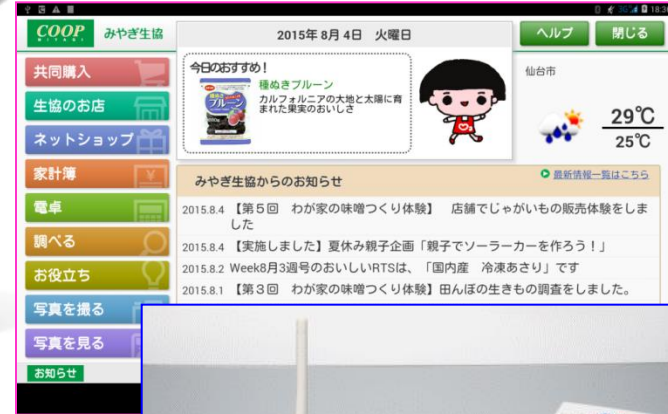 18:36
COOP
MIYAGI
みやぎ生協
2015年 8月 4日 火曜日
ヘルプ
閉じる
共同購入
生協のお店
ネットショップ
家計簿
電卓
調べる
お役立ち
写真を撮る
写真を見る
お知らせ
今日のおすすめ!
種ぬきプルーン
カルフォルニアの大地と太陽に育
まれた果実のおいしさ
プルーン
仙台市
29℃
25℃
みやぎ生協からのお知らせ
最新情報一覧はこちら
2015.8.4 【第5回 わが家の味噌つくり体験】 店舗でじゃがいもの販売体験をしま
した
2015.8.4 【実施しました】夏休み親子企画「親子でソーラーカーを作ろう!」
2015.8.2 Week8月3週号のおいしいRTSは、「国内産 冷凍あさり」です
2015.8.1 【第3回 わが家の味噌つくり体験】田んぼの生きもの調査をしました。